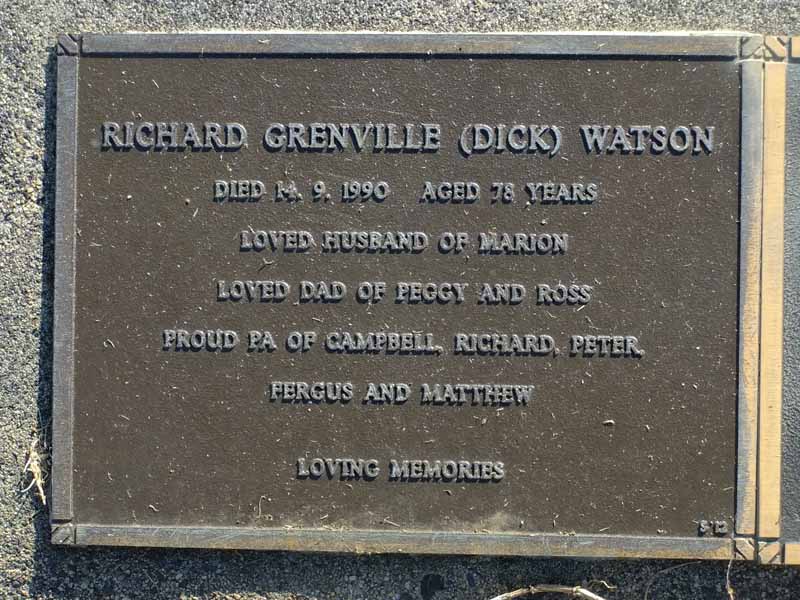 RICHARD GRENVILLE (DICK) WATSON
DIED 14. 9. 1990 AGED 78 YEARS
LOVED HUSBAND OF MARION
LOVED DAD OF PEGGY AND ROSS
PROUD PA OF CAMPBELL, RICHARD, PETER,
FERGUS AND MATTHEW
LOVING MEMORIES
S 12